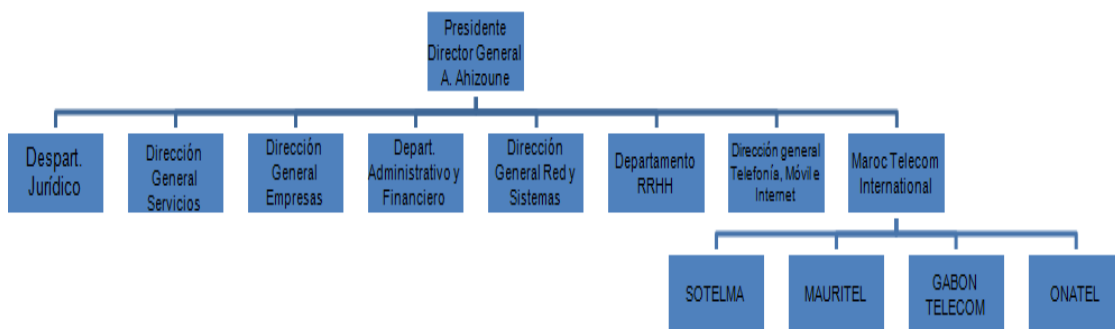 Presidente
Director General
A. Ahizoune
Despart.
Jurídico
Dirección
General
Servicios
Dirección
General
Empresas
Depart.
Administrativo y
Financiero
Dirección
General Red y
Sistemas
Departamento
RRHH
Dirección general
Telefonía, Móvil e
Internet
Maroc Telecom
International
SOTELMA
MAURITEL
GABON
TELECOM
ONATEL